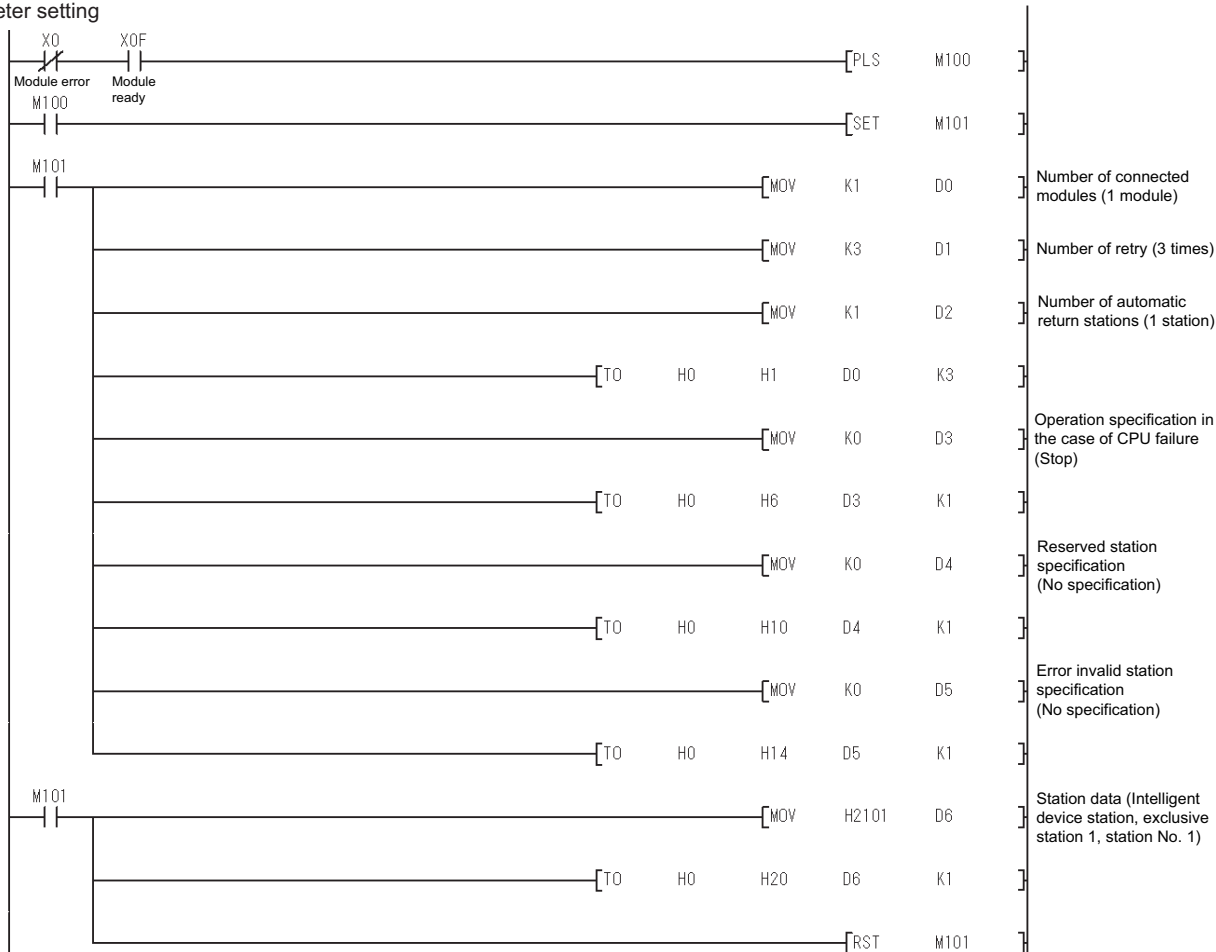 eter setting
X0 X0F
[PLS M100 ]
Module error Module
ready
M100
[SET M101 ]
M101
[MOV K1 D0 ]
Number of connected
modules (1 module)
[MOV K3 D1 ]
Number of retry (3 times)
[MOV K1 D2 ]
Number of automatic
return stations (1 station)
[TO H0 H1 D0 K3 ]
[MOV K0 D3 ]
Operation specification in
the case of CPU failure
(Stop)
[TO H0 H6 D3 K1 ]
[MOV K0 D4 ]
Reserved station
specification
(No specification)
[TO H0 H10 D4 K1 ]
[MOV K0 D5 ]
Error invalid station
specification
(No specification)
[TO H0 H14 D5 K1 ]
M101
[MOV H2101 D6 ]
Station data (Intelligent
device station, exclusive
station 1, station No. 1)
[TO H0 H20 D6 K1 ]
[RST M101 ]